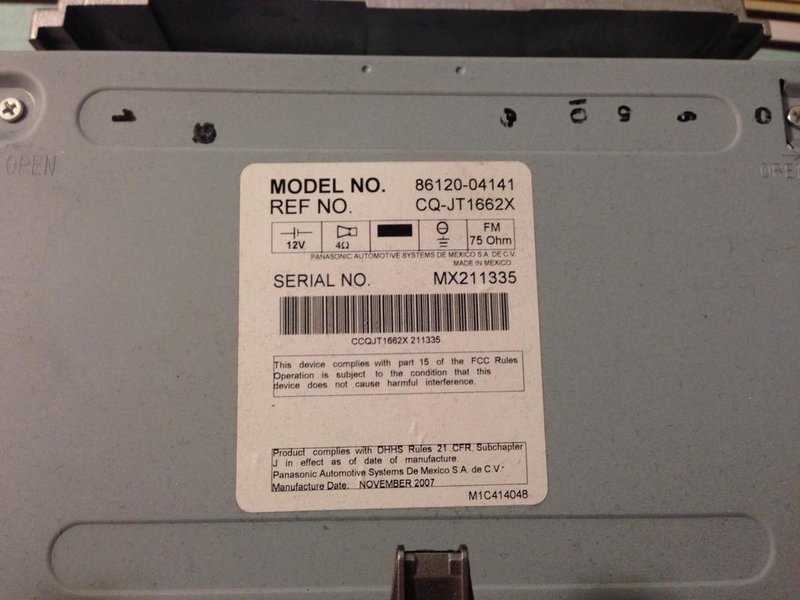 OPEN
MODEL NO. 86120-04141
REF NO. CQ-JT1662X
12V 4Ω FM 75 Ohm
PANASONIC AUTOMOTIVE SYSTEMS DE MEXICO S.A. DE C.V.
MADE IN MEXICO
SERIAL NO. MX211335
CCQJT1662X 211335
This device complies with part 15 of the FCC Rules
Operation is subject to the condition that this
device does not cause harmful interference.
Product complies with DHHS Rules 21 CFR. Subchapter
J in effect as of date of manufacture.
Panasonic Automotive Systems De Mexico S.A. de C.V.
Manufacture Date: NOVEMBER 2007
M1C414048